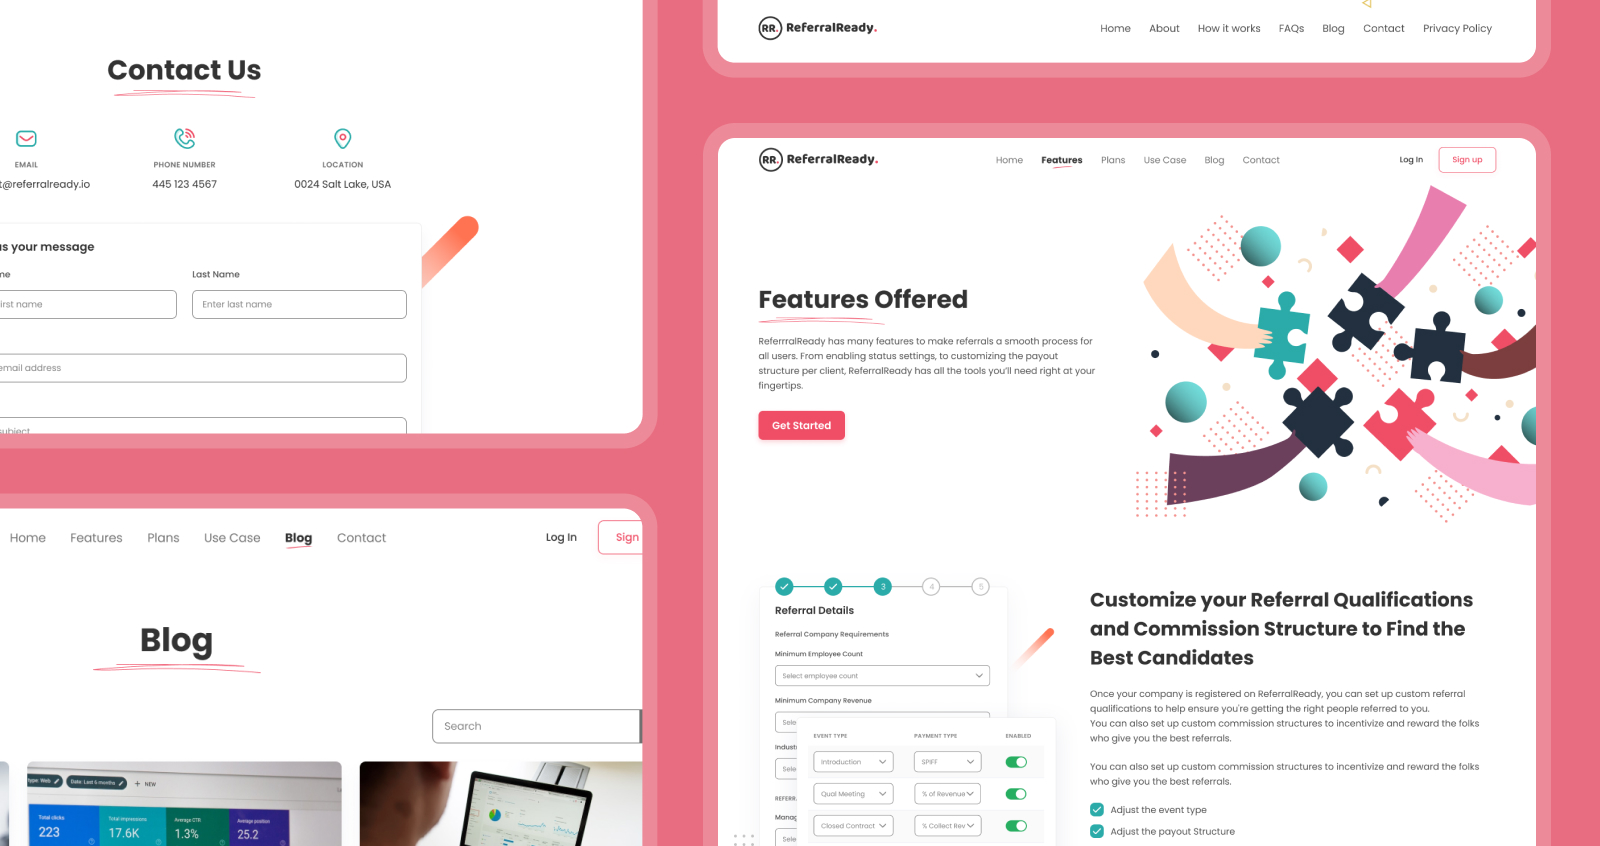 Contact Us
EMAIL
PHONE NUMBER
LOCATION
t@referralready.io
445 123 4567
0024 Salt Lake, USA
s your message
me
Last Name
irst name
Enter last name
email address
subject
Home
Features
Plans
Use Case
Blog
Contact
Log In
Sign
Blog
Search
Type: Web
Date: Last 6 months
+ NEW
Total clicks
223
Total impressions
17.6K
Average CTR
1.3%
Average position
25.2
RR. ReferralReady.
Home
About
How it works
FAQs
Blog
Contact
Privacy Policy
RR. ReferralReady.
Home
Features
Plans
Use Case
Blog
Contact
Log In
Sign up
Features Offered
ReferrralReady has many features to make referrals a smooth process for
all users. From enabling status settings, to customizing the payout
structure per client, ReferralReady has all the tools you'll need right at your
fingertips.
Get Started
3
4
5
Referral Details
Referral Company Requirements
Minimum Employee Count
Select employee count
Minimum Company Revenue
Sele
Indust
Sele
REFERR
Manag
Sele
EVENT TYPE
PAYMENT TYPE
ENABLED
Introduction
SPIFF
Qual Meeting
% of Revenue
Closed Contract
% Collect Rev
Customize your Referral Qualifications
and Commission Structure to Find the
Best Candidates
Once your company is registered on ReferralReady, you can set up custom referral
qualifications to help ensure you're getting the right people referred to you.
You can also set up custom commission structures to incentivize and reward the folks
who give you the best referrals.
You can also set up custom commission structures to incentivize and reward the folks
who give you the best referrals.
Adjust the event type
Adjust the payout Structure